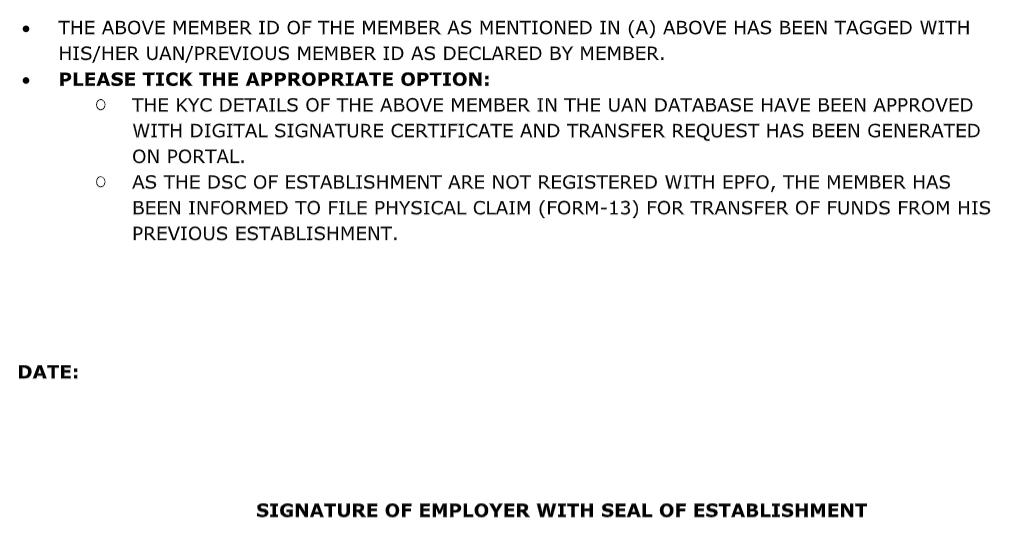 • THE ABOVE MEMBER ID OF THE MEMBER AS MENTIONED IN (A) ABOVE HAS BEEN TAGGED WITH
HIS/HER UAN/PREVIOUS MEMBER ID AS DECLARED BY MEMBER.
• PLEASE TICK THE APPROPRIATE OPTION:
○ THE KYC DETAILS OF THE ABOVE MEMBER IN THE UAN DATABASE HAVE BEEN APPROVED
WITH DIGITAL SIGNATURE CERTIFICATE AND TRANSFER REQUEST HAS BEEN GENERATED
ON PORTAL.
○ AS THE DSC OF ESTABLISHMENT ARE NOT REGISTERED WITH EPFO, THE MEMBER HAS
BEEN INFORMED TO FILE PHYSICAL CLAIM (FORM-13) FOR TRANSFER OF FUNDS FROM HIS
PREVIOUS ESTABLISHMENT.
DATE:
SIGNATURE OF EMPLOYER WITH SEAL OF ESTABLISHMENT